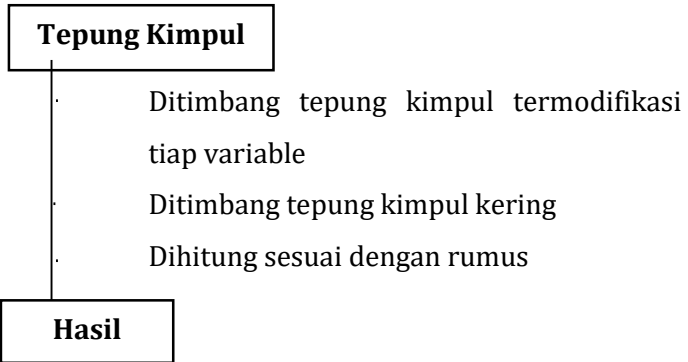 Tepung Kimpul
Ditimbang tepung kimpul termodifikasi
tiap variable
Ditimbang tepung kimpul kering
Dihitung sesuai dengan rumus
Hasil